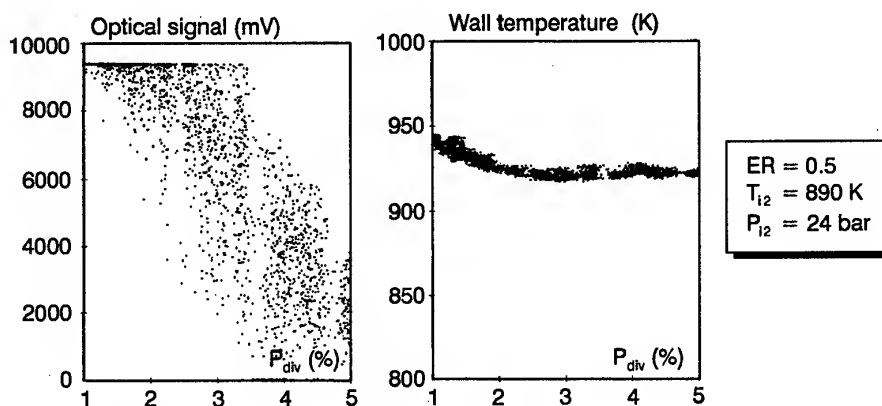 Optical signal (mV)
10000
8000
6000
4000
2000
0
P_div (%)
1 2 3 4 5
Wall temperature (K)
1000
950
900
850
800
P_div (%)
1 2 3 4 5
ER = 0.5
T_i2 = 890 K
P_i2 = 24 bar